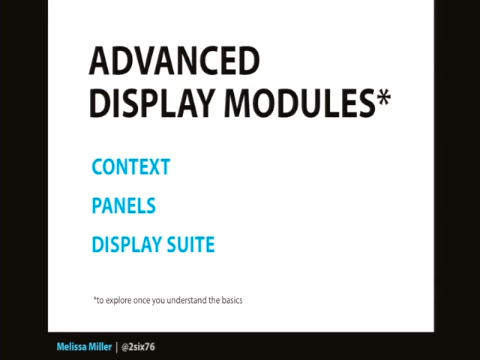 ADVANCED
DISPLAY MODULES*
CONTEXT
PANELS
DISPLAY SUITE
*to explore once you understand the basics
Melissa Miller | @2six76